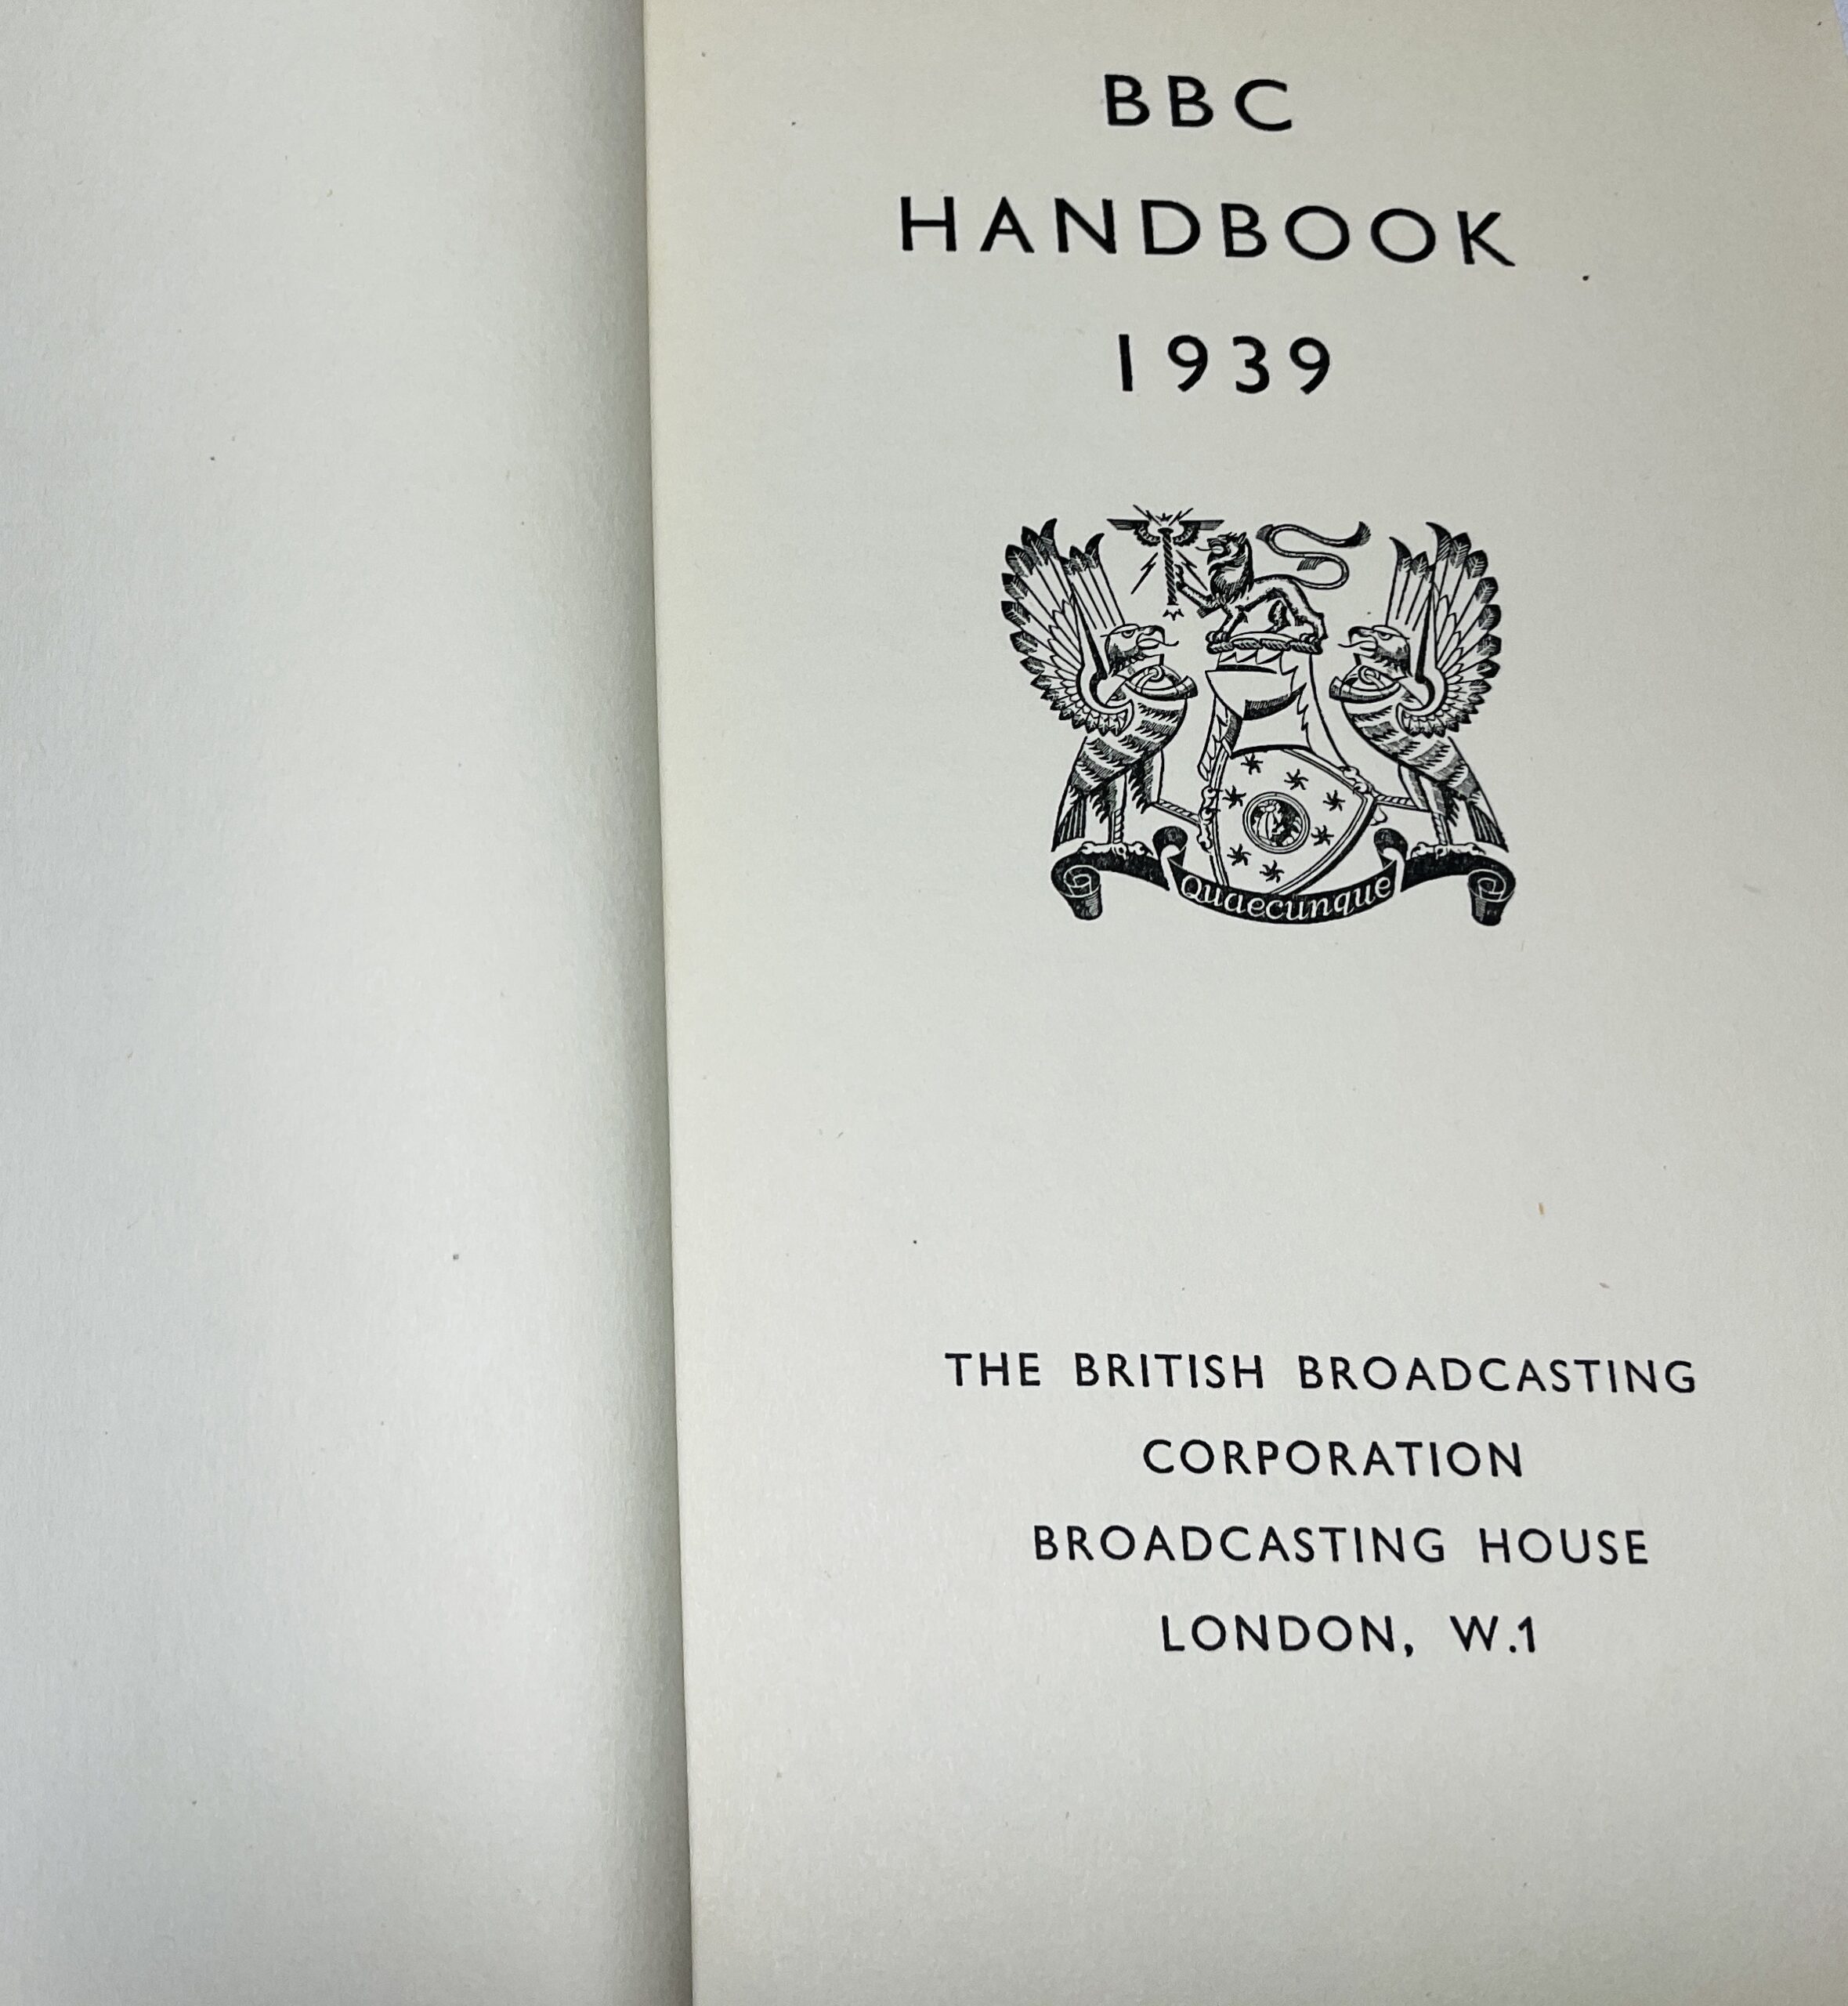 BBC
HANDBOOK
1939
Quaecunque
THE BRITISH BROADCASTING
CORPORATION
BROADCASTING HOUSE
LONDON, W.1